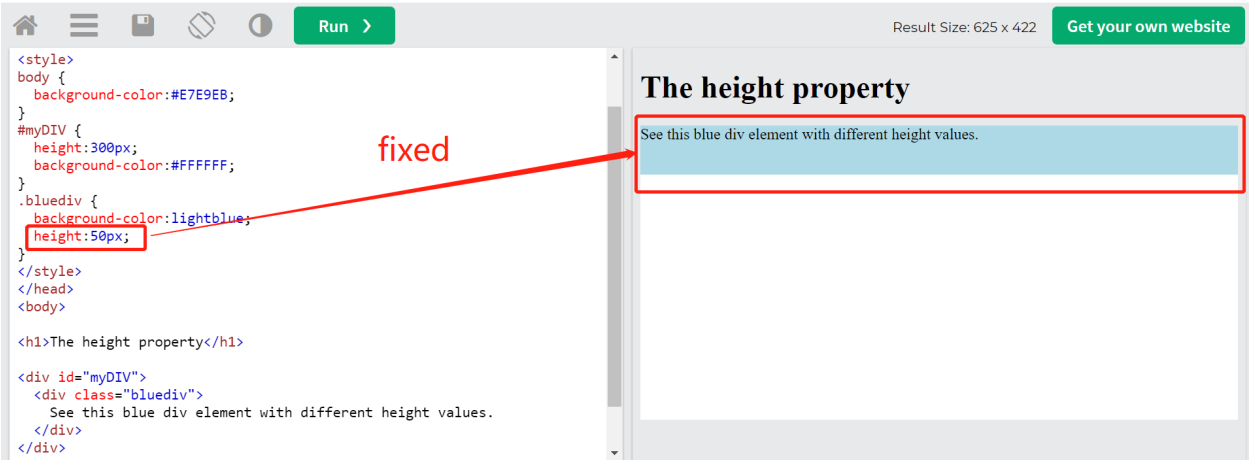 Run ❯
Result Size: 625 x 422
Get your own website
<style>
body {
  background-color:#E7E9EB;
}
#myDIV {
  height:300px;
  background-color:#FFFFFF;
}
.bluediv {
  background-color:lightblue;
  height:50px;
}
</style>
</head>
<body>
<h1>The height property</h1>
<div id="myDIV">
  <div class="bluediv">
    See this blue div element with different height values.
  </div>
</div>
fixed
The height property
See this blue div element with different height values.